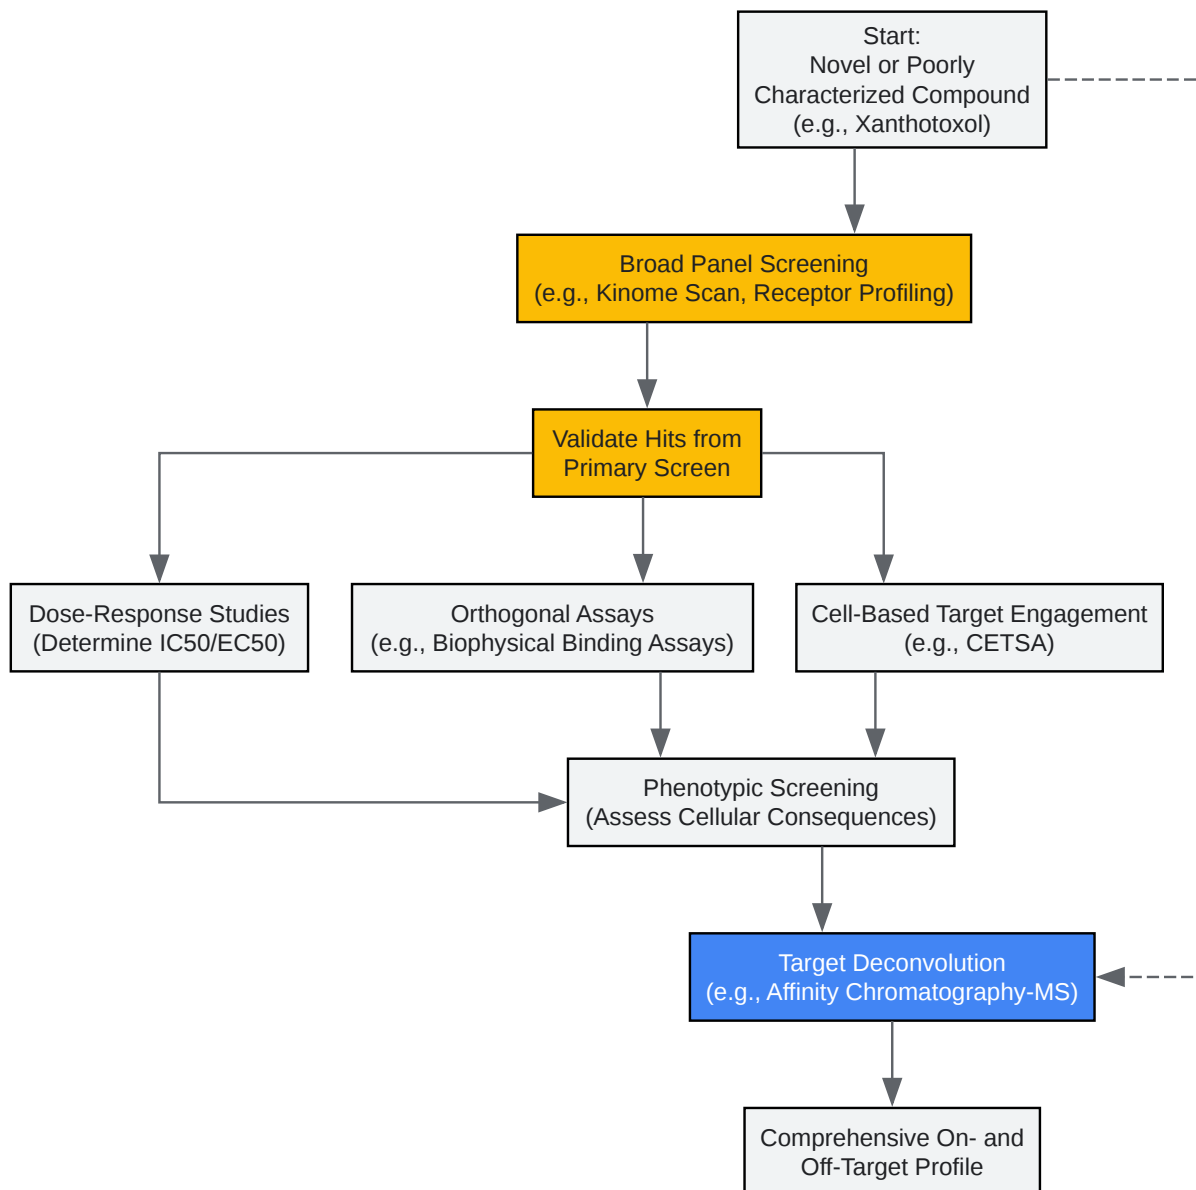 Start:
Novel or Poorly
Characterized Compound
(e.g., Xanthotoxol)
Broad Panel Screening
(e.g., Kinome Scan, Receptor Profiling)
Validate Hits from
Primary Screen
Dose-Response Studies
(Determine IC50/EC50)
Orthogonal Assays
(e.g., Biophysical Binding Assays)
Cell-Based Target Engagement
(e.g., CETSA)
Phenotypic Screening
(Assess Cellular Consequences)
Target Deconvolution
(e.g., Affinity Chromatography-MS)
Comprehensive On- and
Off-Target Profile